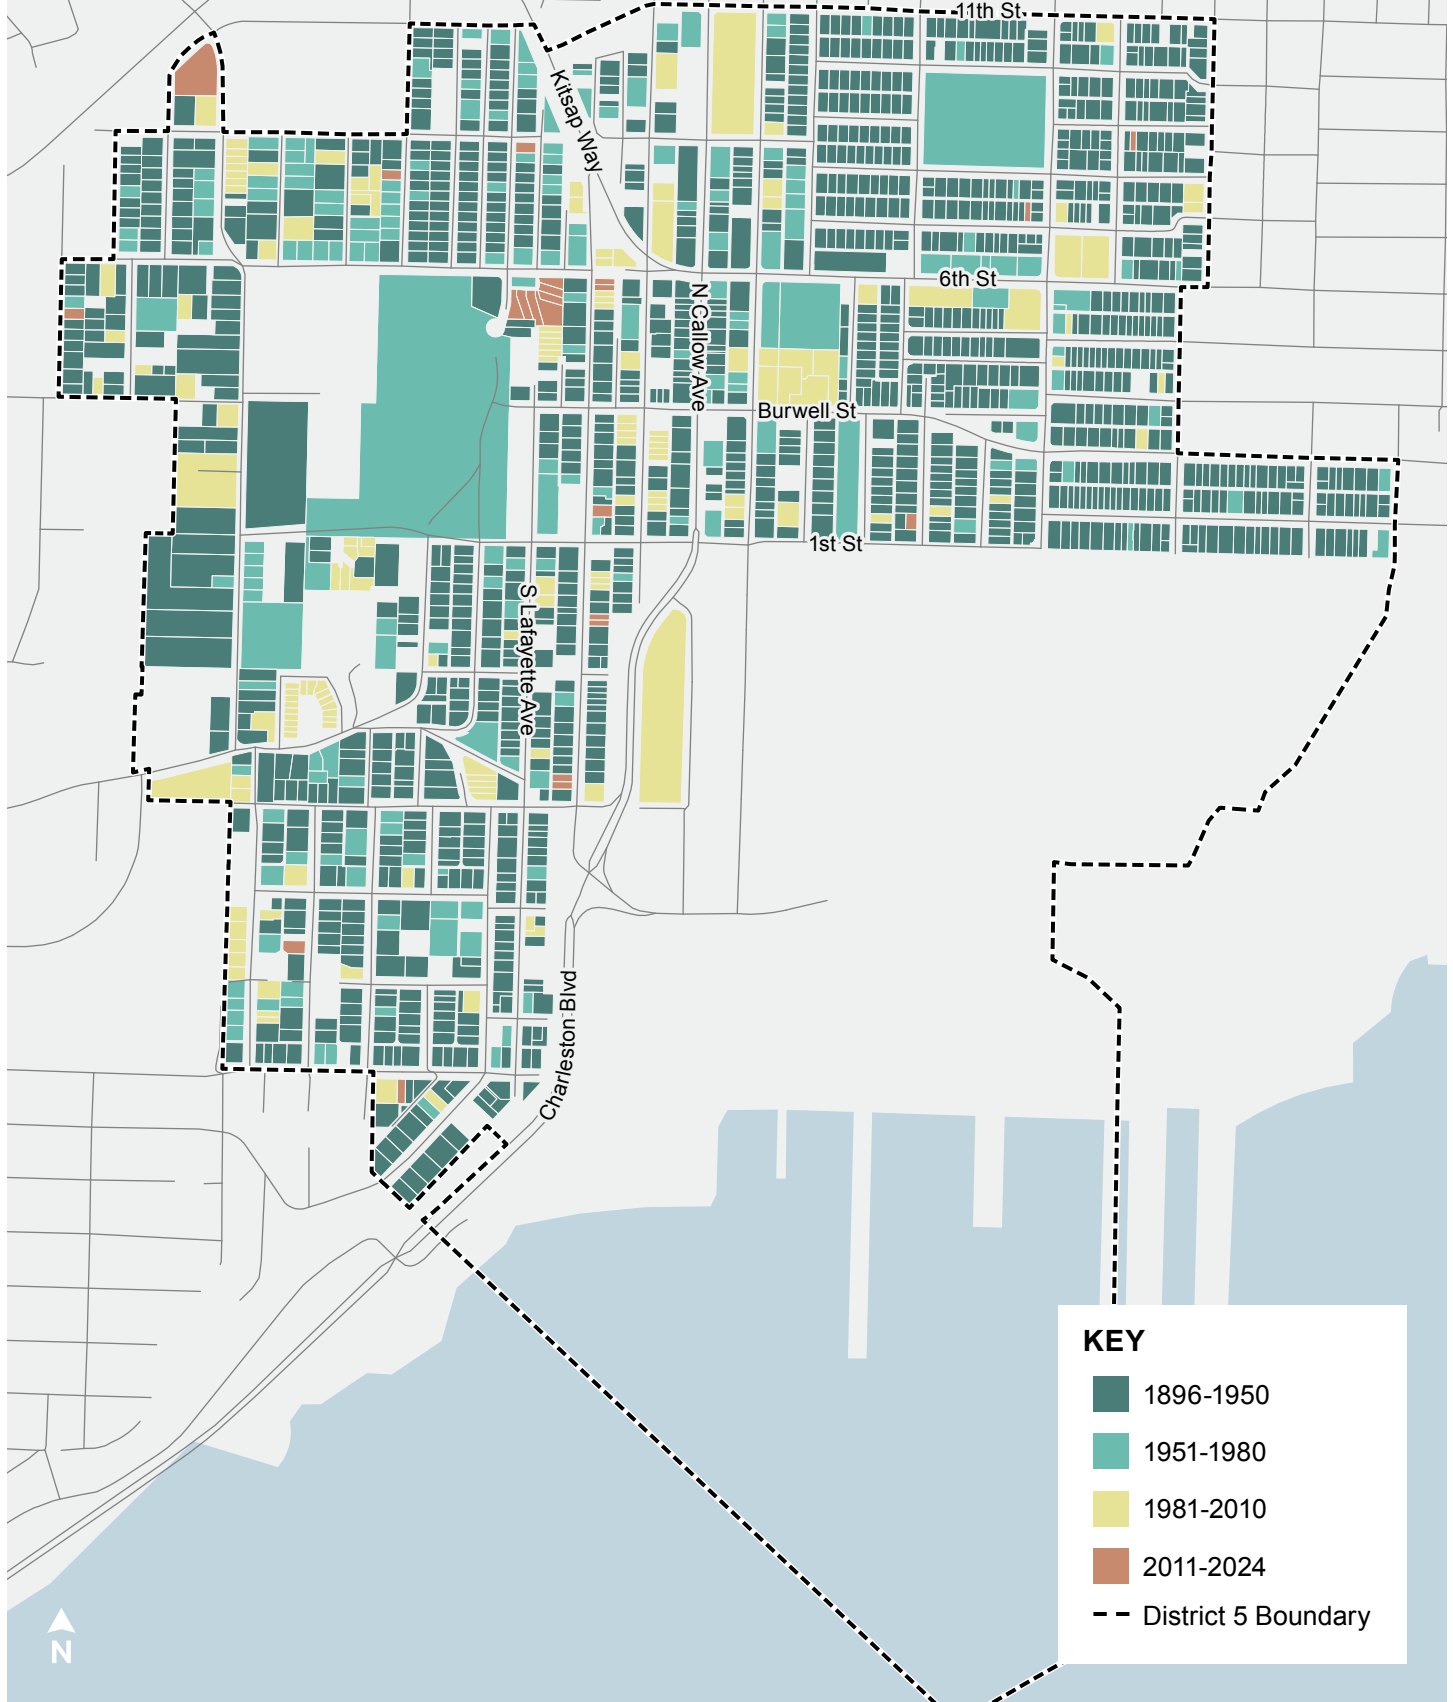 11th St
Kitsap Way
6th St
N Callow Ave
Burwell St
1st St
S Lafayette Ave
Charleston Blvd
KEY
1896-1950
1951-1980
1981-2010
2011-2024
District 5 Boundary
N